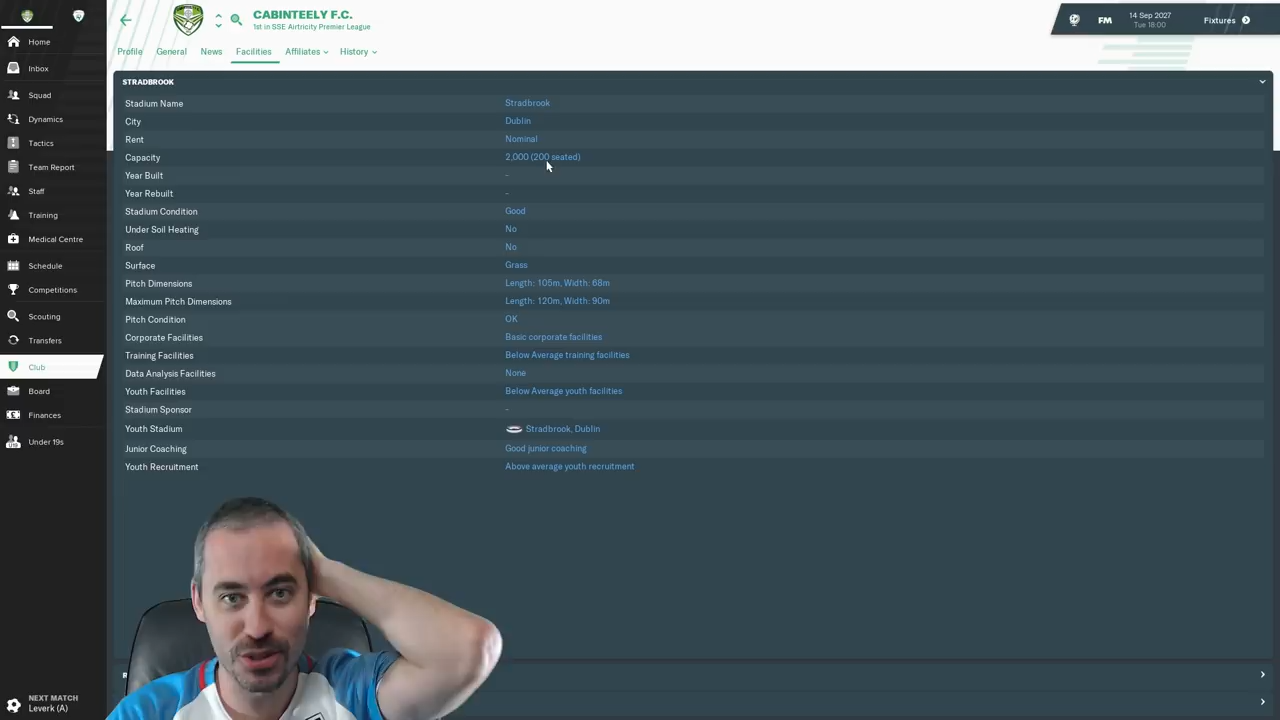 CABINTEELY F.C.
1st in SSE Airtricity Premier League
FM
14 Sep 2027
Tue 18:00
Fixtures
Profile
General
News
Facilities
Affiliates
History
Home
Inbox
Squad
Dynamics
Tactics
Team Report
Staff
Training
Medical Centre
Schedule
Competitions
Scouting
Transfers
Club
Board
Finances
Under 19s
NEXT MATCH
Leverk (A)
STRADBROOK
Stadium Name Stradbrook
City Dublin
Rent Nominal
Capacity 2,000 (200 seated)
Year Built -
Year Rebuilt -
Stadium Condition Good
Under Soil Heating No
Roof No
Surface Grass
Pitch Dimensions Length: 105m, Width: 68m
Maximum Pitch Dimensions Length: 120m, Width: 90m
Pitch Condition OK
Corporate Facilities Basic corporate facilities
Training Facilities Below Average training facilities
Data Analysis Facilities None
Youth Facilities Below Average youth facilities
Stadium Sponsor -
Youth Stadium Stradbrook, Dublin
Junior Coaching Good junior coaching
Youth Recruitment Above average youth recruitment